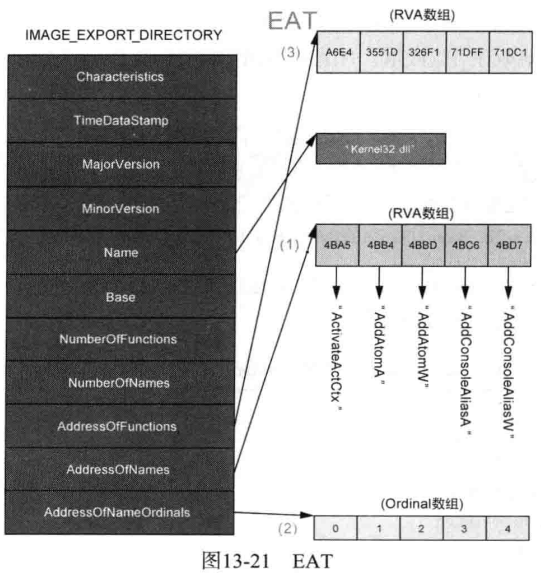 EAT
(RVA数组)
IMAGE_EXPORT_DIRECTORY
(3)
A6E4 3551D 326F1 71DFF 71DC1
Characteristics
TimeDataStamp
MajorVersion
"Kernel32 dll"
MinorVersion
(RVA数组)
Name
(1)
4BA5 4BB4 4BBD 4BC6 4BD7
Base
"ActivateActCtx"
"AddAtomA"
"AddAtomW"
"AddConsoleAliasA"
"AddConsoleAliasW"
NumberOfFunctions
NumberOfNames
AddressOfFunctions
AddressOfNames
AddressOfNameOrdinals
(Ordinal数组)
(2)
0 1 2 3 4
图13-21 EAT